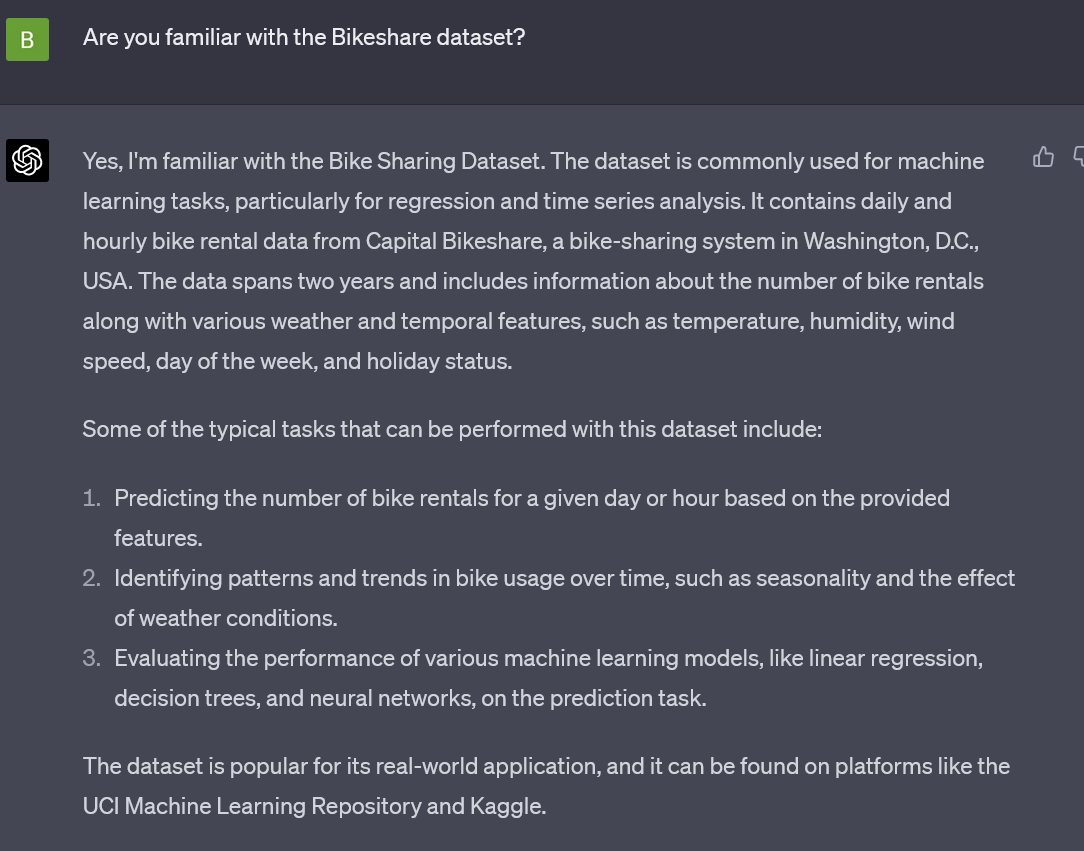 B
Are you familiar with the Bikeshare dataset?
Yes, I'm familiar with the Bike Sharing Dataset. The dataset is commonly used for machine
learning tasks, particularly for regression and time series analysis. It contains daily and
hourly bike rental data from Capital Bikeshare, a bike-sharing system in Washington, D.C.,
USA. The data spans two years and includes information about the number of bike rentals
along with various weather and temporal features, such as temperature, humidity, wind
speed, day of the week, and holiday status.
Some of the typical tasks that can be performed with this dataset include:
1. Predicting the number of bike rentals for a given day or hour based on the provided
features.
2. Identifying patterns and trends in bike usage over time, such as seasonality and the effect
of weather conditions.
3. Evaluating the performance of various machine learning models, like linear regression,
decision trees, and neural networks, on the prediction task.
The dataset is popular for its real-world application, and it can be found on platforms like the
UCI Machine Learning Repository and Kaggle.